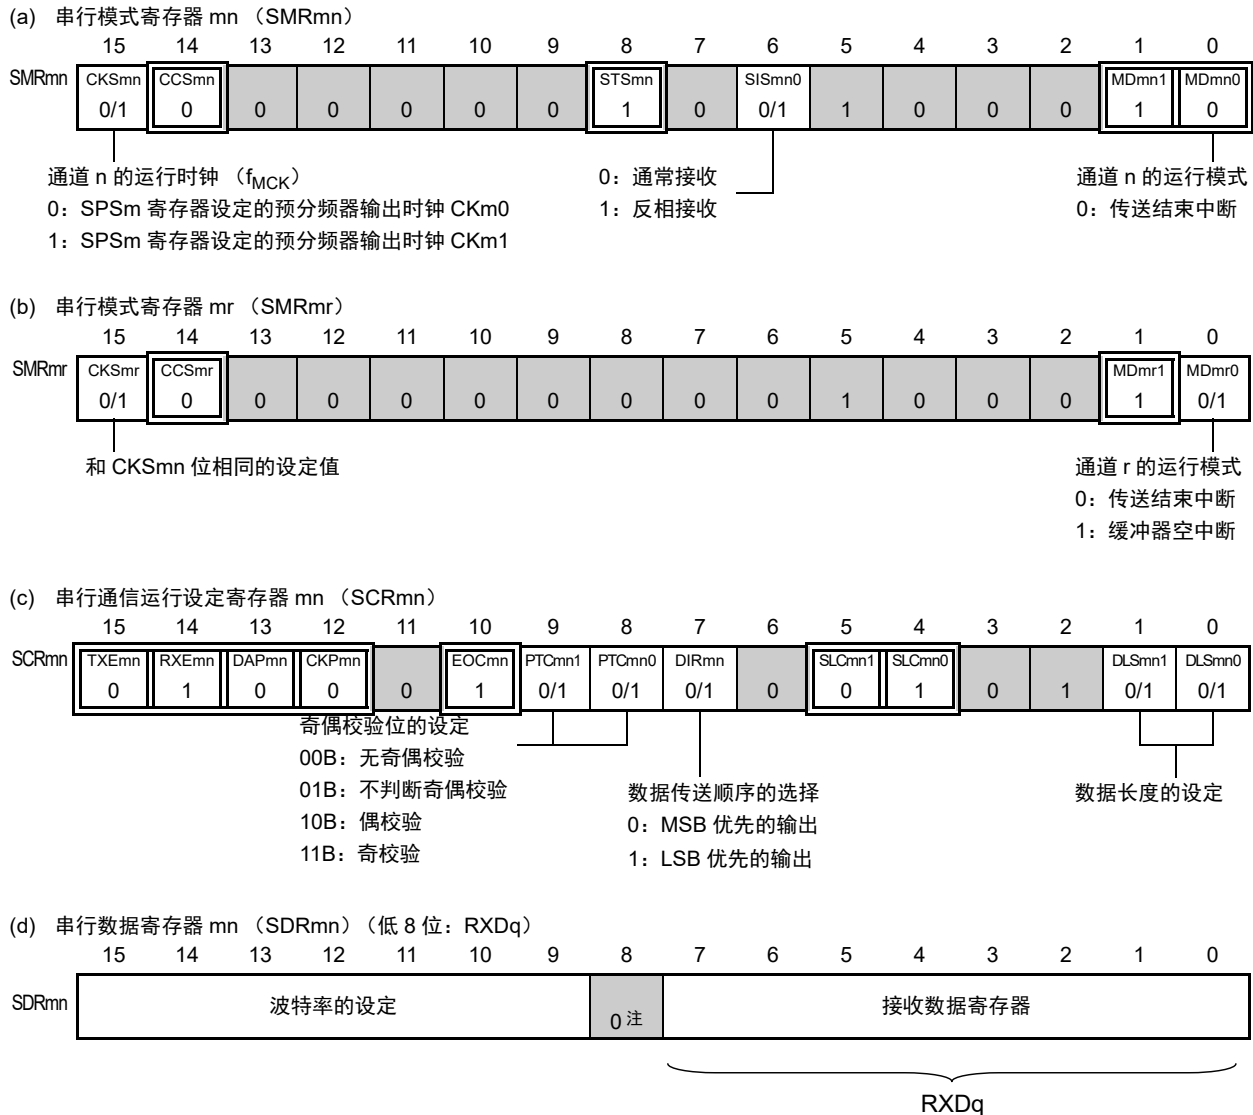 (a) 串行模式寄存器 mn （SMRmn）
15 14 13 12 11 10 9 8 7 6 5 4 3 2 1 0
SMRmn CKSmn CCSmn STSmn SISmn0 MDmn1 MDmn0
0/1 0 0 0 0 0 0 1 0 0/1 1 0 0 0 1 0
通道 n 的运行时钟 （fMCK）
0：SPSm 寄存器设定的预分频器输出时钟 CKm0
1：SPSm 寄存器设定的预分频器输出时钟 CKm1
0：通常接收
1：反相接收
通道 n 的运行模式
0：传送结束中断
(b) 串行模式寄存器 mr （SMRmr）
15 14 13 12 11 10 9 8 7 6 5 4 3 2 1 0
SMRmr CKSmr CCSmr MDmr1 MDmr0
0/1 0 0 0 0 0 0 0 0 0 1 0 0 0 1 0/1
和 CKSmn 位相同的设定值
通道 r 的运行模式
0：传送结束中断
1：缓冲器空中断
(c) 串行通信运行设定寄存器 mn （SCRmn）
15 14 13 12 11 10 9 8 7 6 5 4 3 2 1 0
SCRmn TXEmn RXEmn DAPmn CKPmn EOCmn PTCmn1 PTCmn0 DIRmn SLCmn1 SLCmn0 DLSmn1 DLSmn0
0 1 0 0 0 1 0/1 0/1 0/1 0 0 1 0 1 0/1 0/1
奇偶校验位的设定
00B：无奇偶校验
01B：不判断奇偶校验
10B：偶校验
11B：奇校验
数据传送顺序的选择
0：MSB 优先的输出
1：LSB 优先的输出
数据长度的设定
(d) 串行数据寄存器 mn （SDRmn）（低 8 位：RXDq）
15 14 13 12 11 10 9 8 7 6 5 4 3 2 1 0
SDRmn 波特率的设定 0 注 接收数据寄存器
RXDq